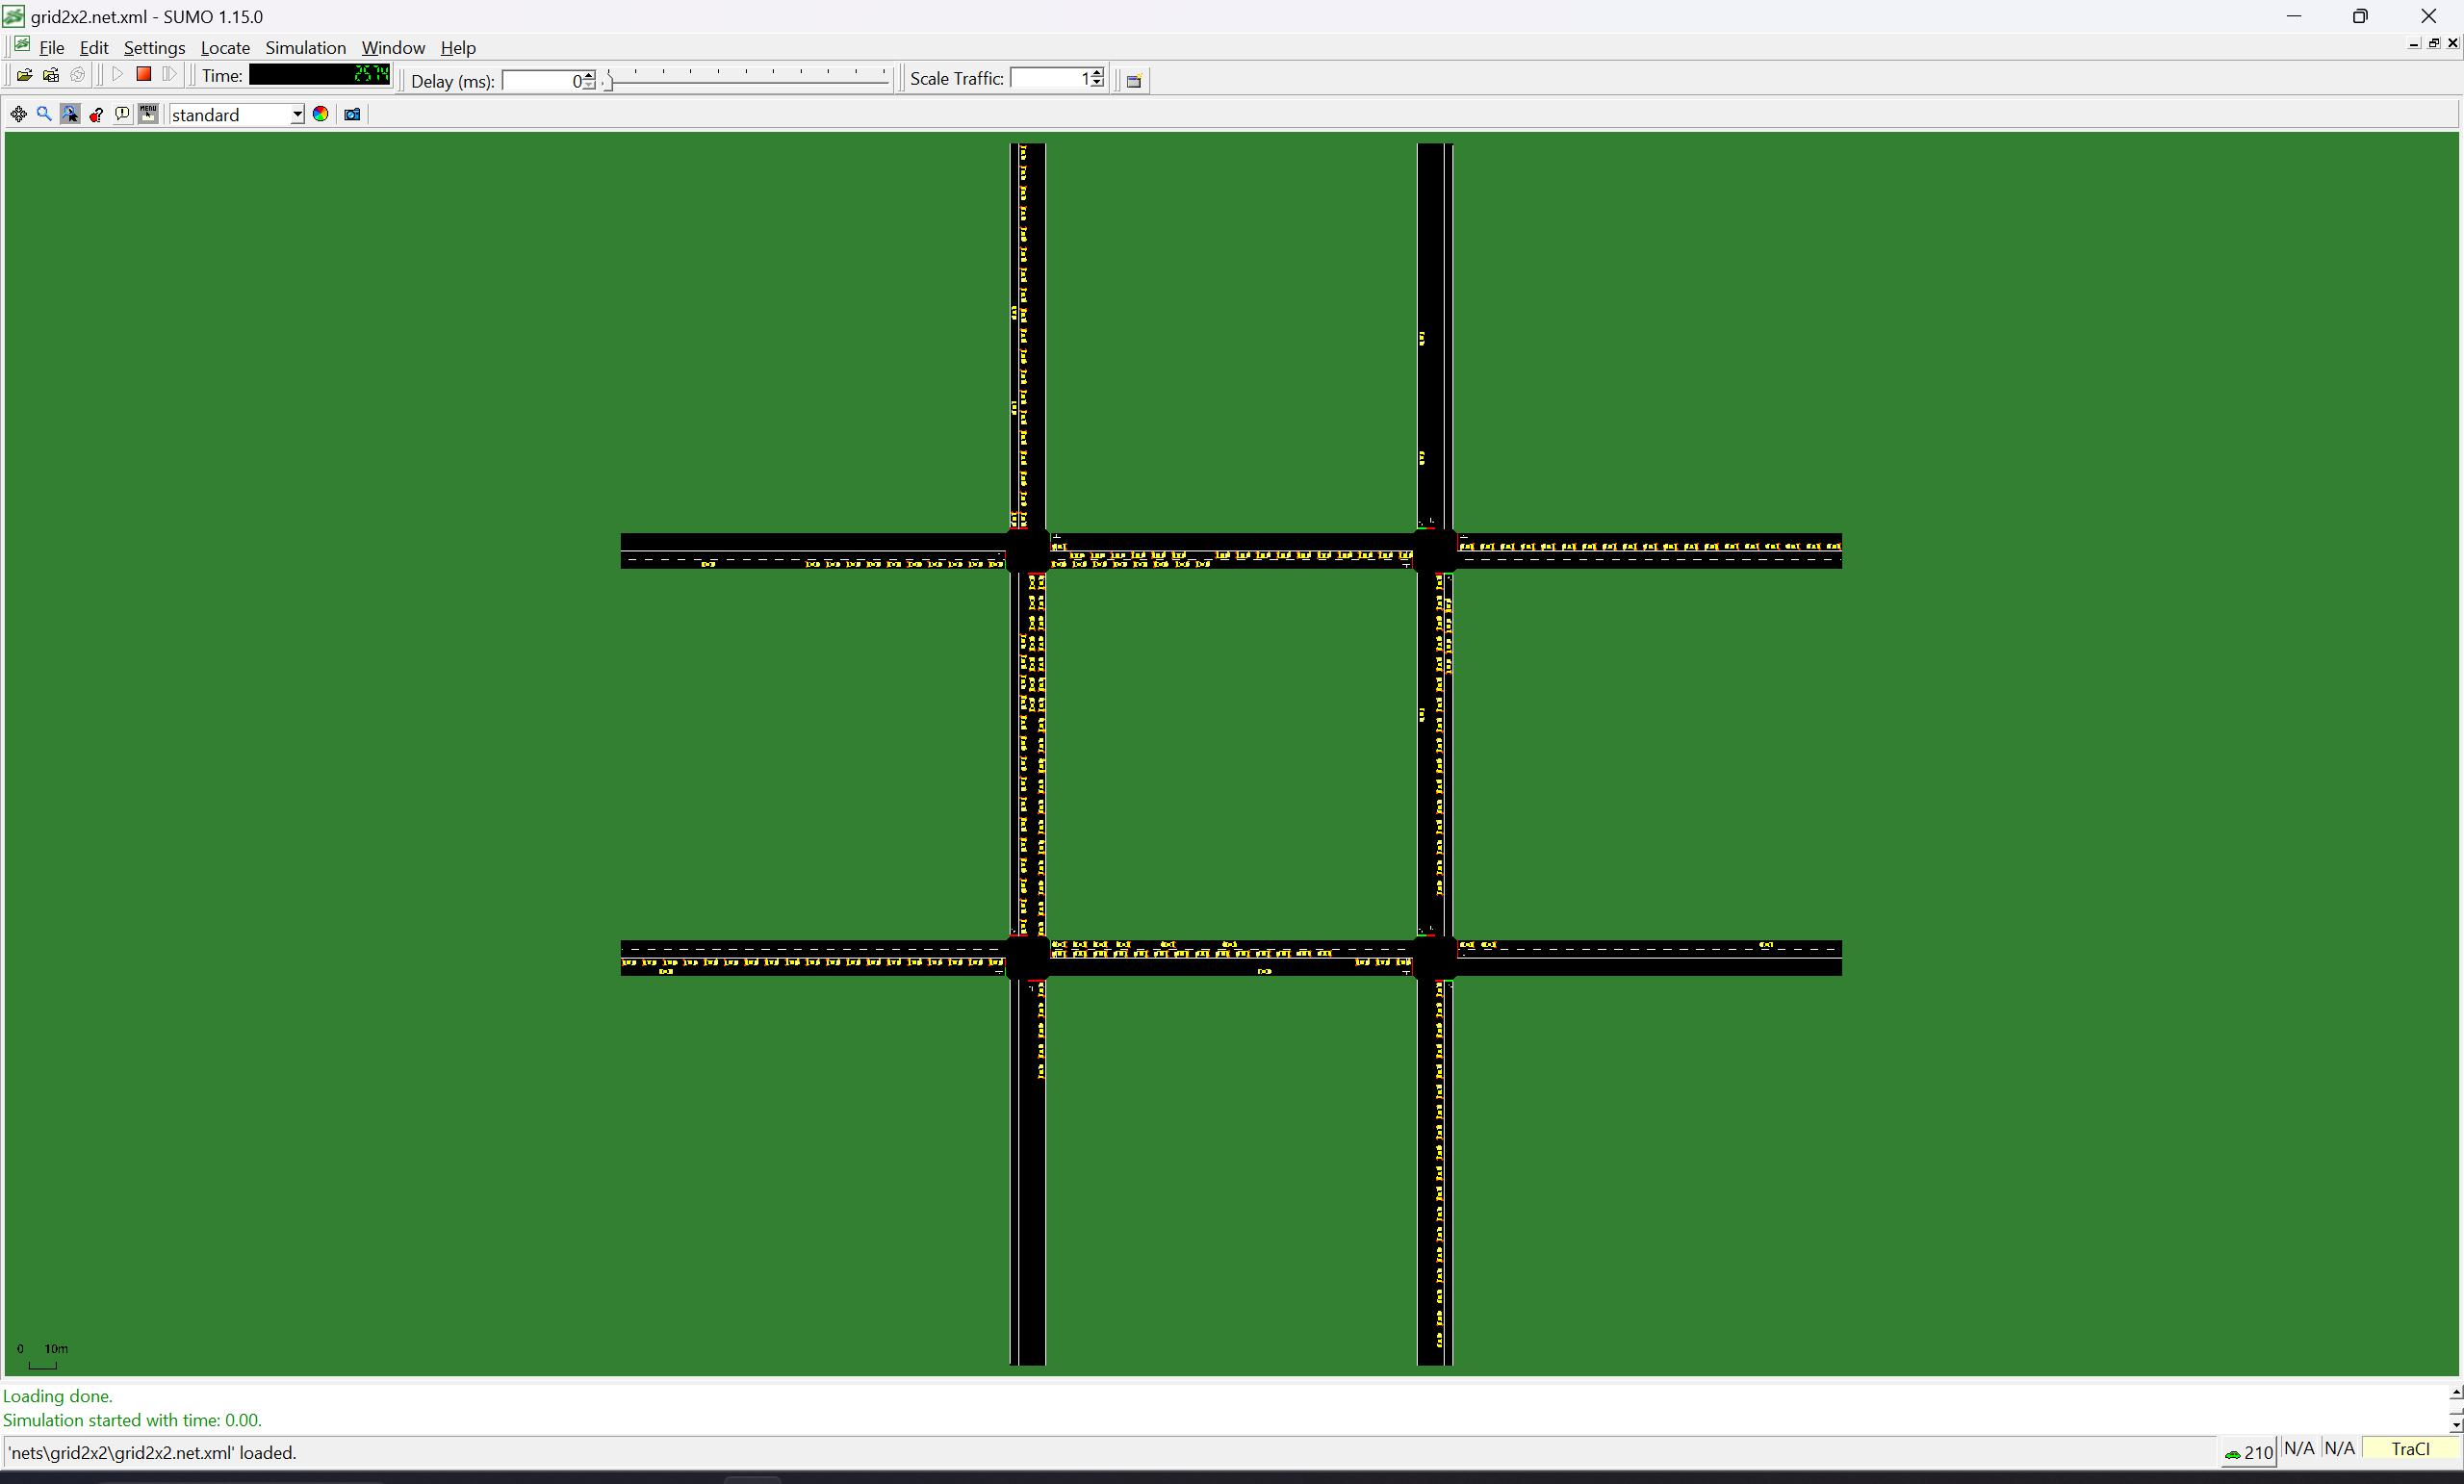 grid2x2.net.xml - SUMO 1.15.0
File Edit Settings Locate Simulation Window Help
Time: 2574 Delay (ms): 0 Scale Traffic: 1
MENU standard
0 10m
Loading done.
Simulation started with time: 0.00.
'nets\grid2x2\grid2x2.net.xml' loaded. 210 N/A N/A TraCI